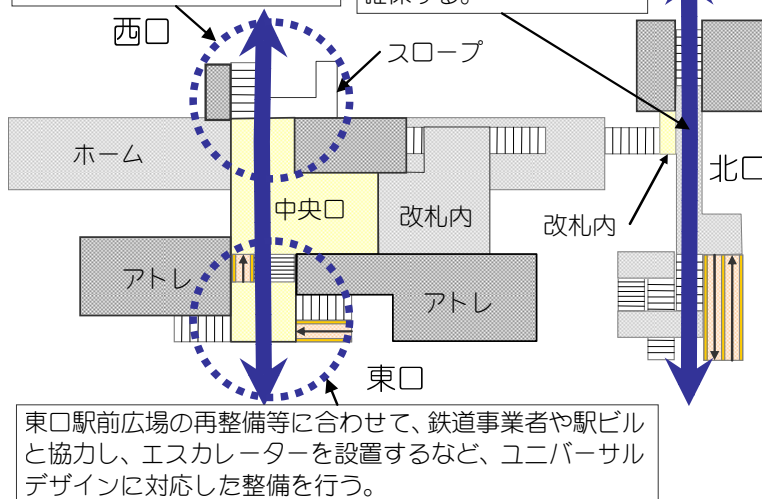 確保する。
西口
スロープ
ホーム
北口
中央口
改札内
改札内
アトレ
アトレ
東口
東口駅前広場の再整備等に合わせて、鉄道事業者や駅ビル
と協力し、エスカレーターを設置するなど、ユニバーサル
デザインに対応した整備を行う。